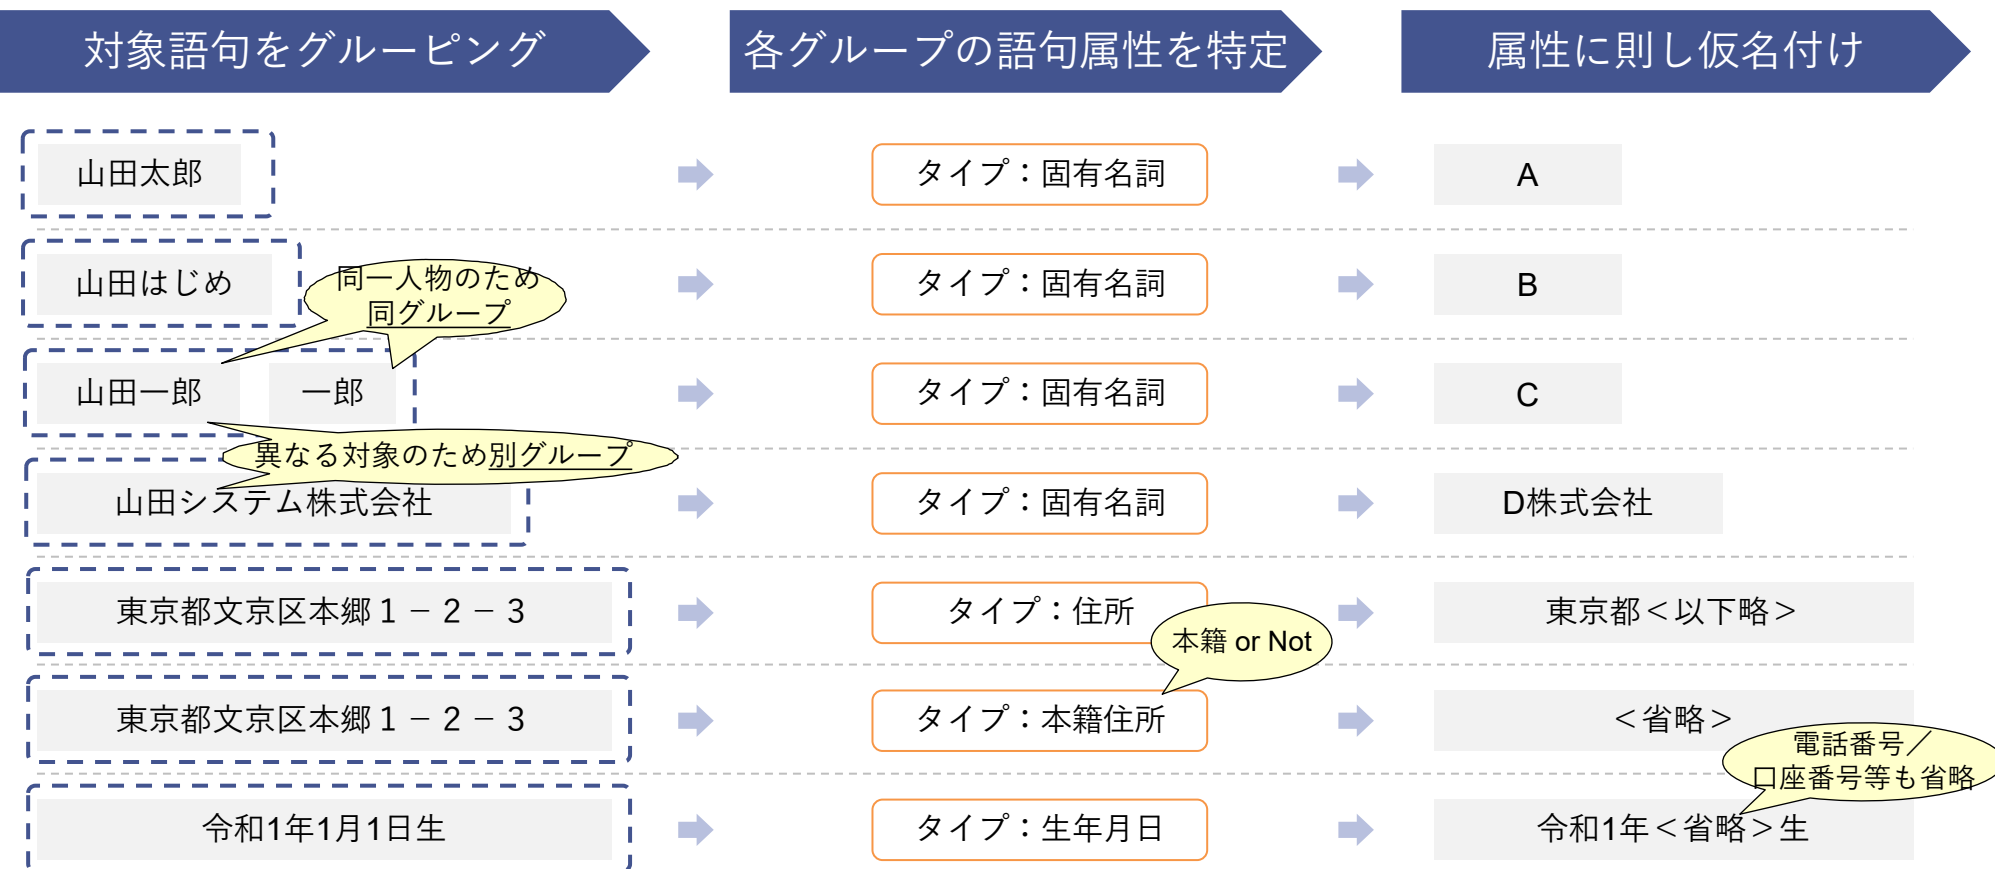 対象語句をグルーピング
各グループの語句属性を特定
属性に則し仮名付け
山田太郎
タイプ：固有名詞
A
山田はじめ
同一人物のため
同グループ
タイプ：固有名詞
B
山田一郎
一郎
タイプ：固有名詞
C
異なる対象のため別グループ
山田システム株式会社
タイプ：固有名詞
D株式会社
東京都文京区本郷１－２－３
タイプ：住所
東京都＜以下略＞
本籍 or Not
東京都文京区本郷１－２－３
タイプ：本籍住所
＜省略＞
電話番号／
口座番号等も省略
令和1年1月1日生
タイプ：生年月日
令和1年＜省略＞生